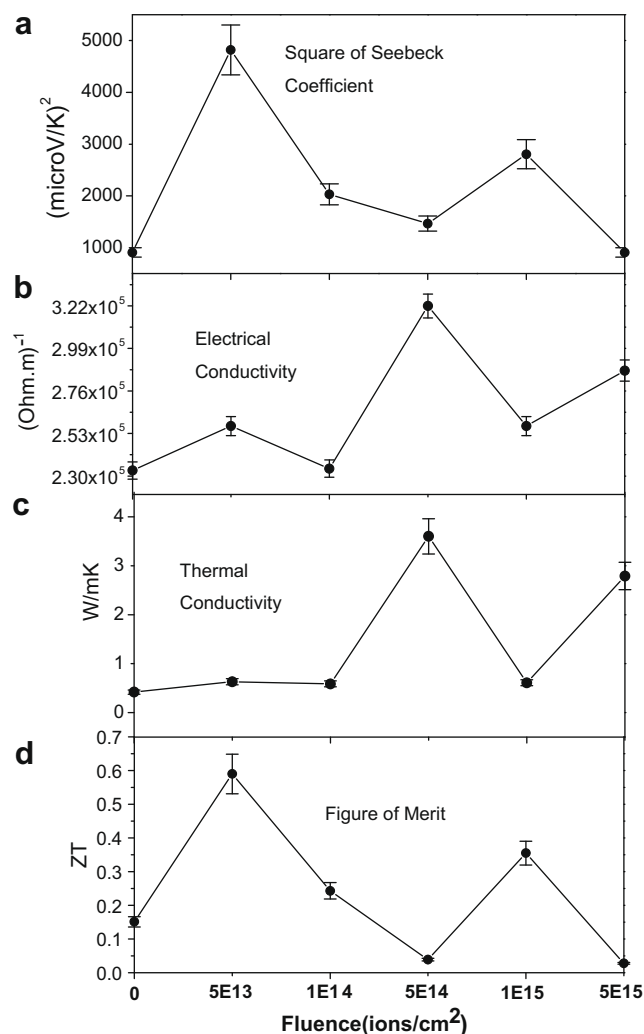 a
5000
4000
3000
2000
1000
(microV/K)²
Square of Seebeck
Coefficient
b
3.22x10⁵
2.99x10⁵
2.76x10⁵
2.53x10⁵
2.30x10⁵
(Ohm.m)⁻¹
Electrical
Conductivity
c
4
3
2
1
0
W/mK
Thermal
Conductivity
d
0.7
0.6
0.5
0.4
0.3
0.2
0.1
0.0
ZT
Figure of Merit
0 5E13 1E14 5E14 1E15 5E15
Fluence(ions/cm²)